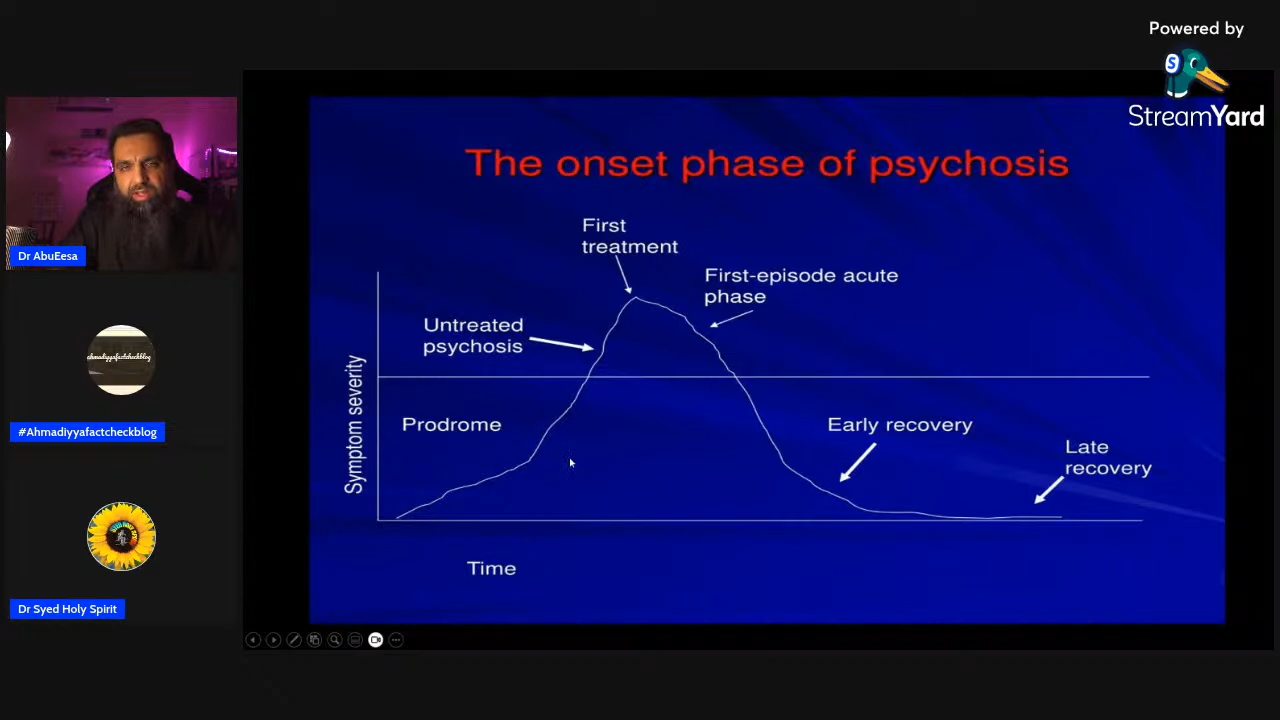 Powered by
S
StreamYard
Dr AbuEesa
ahmadiyyafactcheckblog
#Ahmadiyyafactcheckblog
Dr Syed Holy Spirit
The onset phase of psychosis
First
treatment
First-episode acute
phase
Untreated
psychosis
Symptom severity
Prodrome
Early recovery
Late
recovery
Time